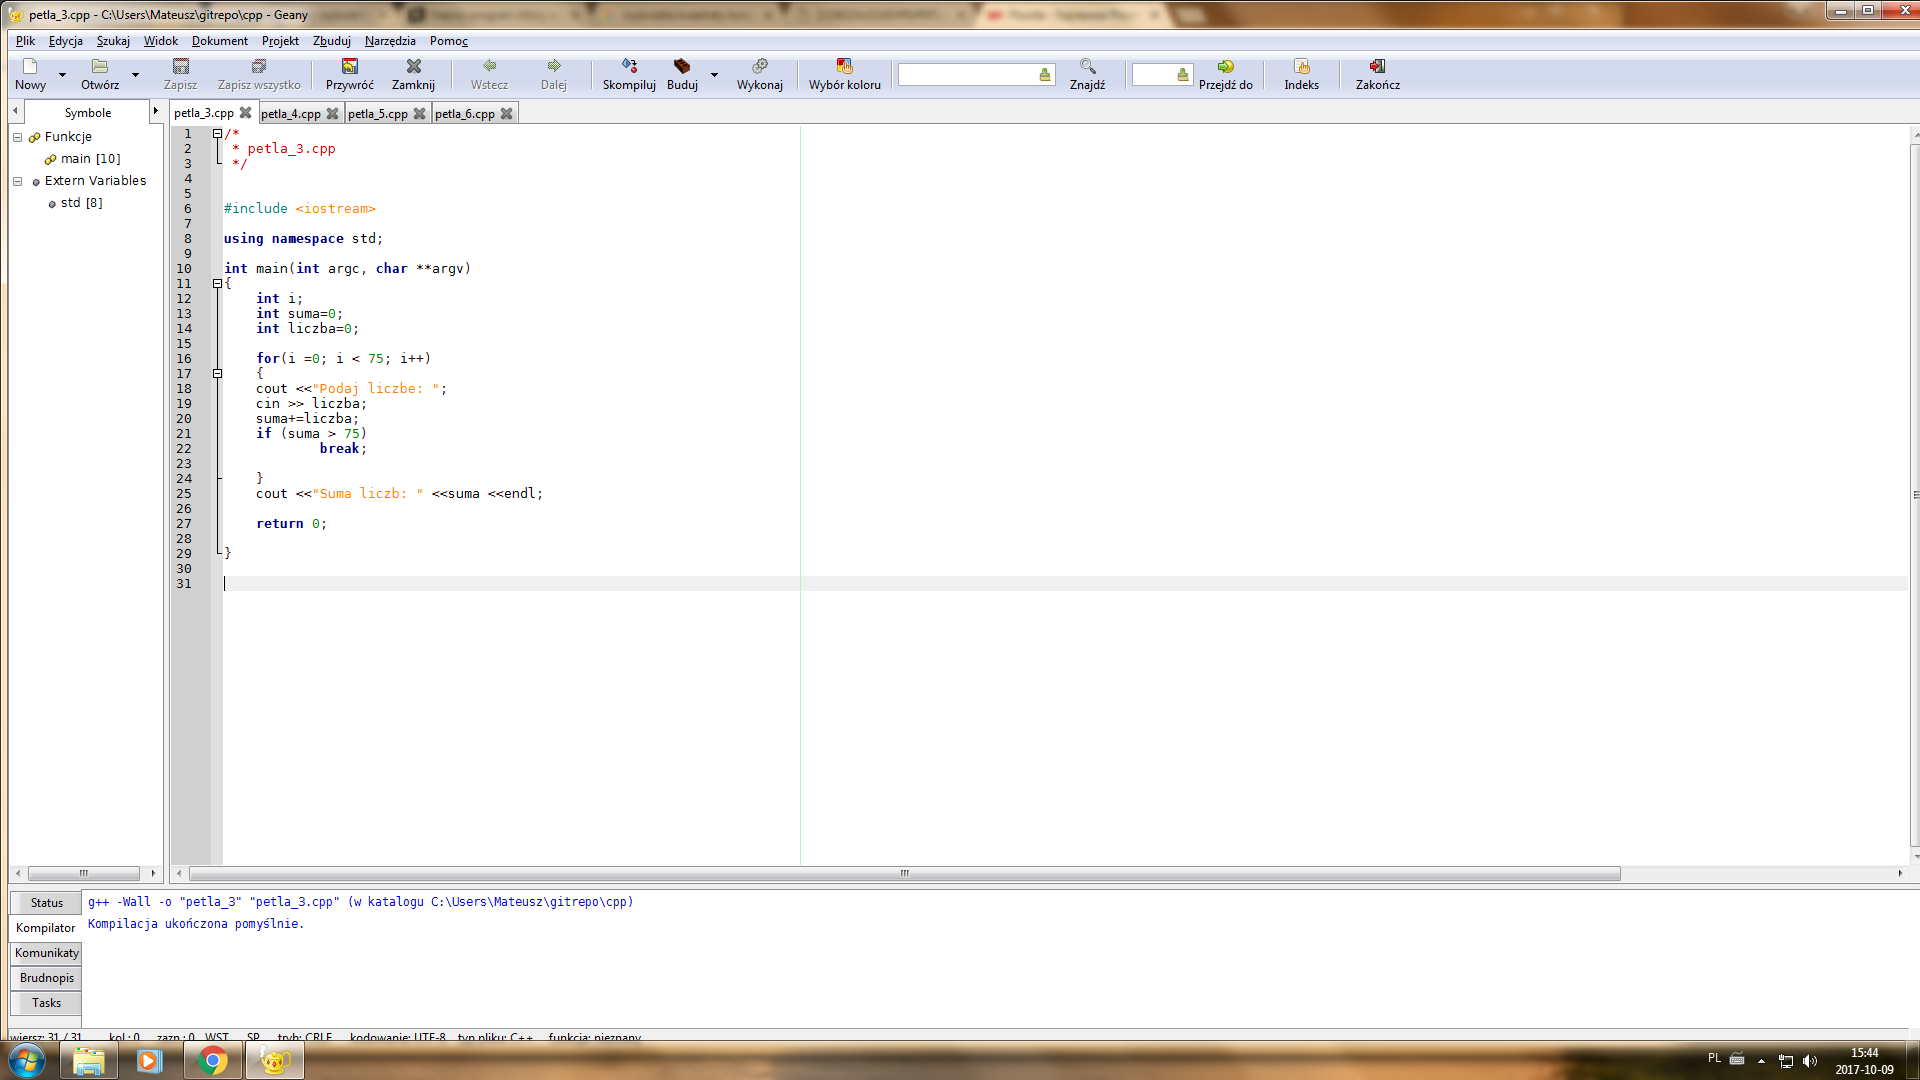 petla_3.cpp - C:\Users\Mateusz\gitrepo\cpp - Geany
Plik Edycja Szukaj Widok Dokument Projekt Zbuduj Narzędzia Pomoc
Nowy Otwórz Zapisz Zapisz wszystko Przywróć Zamknij Wstecz Dalej Skompiluj Buduj Wykonaj Wybór koloru Znajdź Przejdź do Indeks Zakończ
Symbole
petla_3.cpp petla_4.cpp petla_5.cpp petla_6.cpp
Funkcje
main [10]
Extern Variables
std [8]
1 /*
2  * petla_3.cpp
3  */
4
5
6 #include <iostream>
7
8 using namespace std;
9
10 int main(int argc, char **argv)
11 {
12     int i;
13     int suma=0;
14     int liczba=0;
15
16     for(i =0; i < 75; i++)
17     {
18     cout <<"Podaj liczbe: ";
19     cin >> liczba;
20     suma+=liczba;
21     if (suma > 75)
22             break;
23
24     }
25     cout <<"Suma liczb: " <<suma <<endl;
26
27     return 0;
28
29 }
30
31
Status
Kompilator
Komunikaty
Brudnopis
Tasks
g++ -Wall -o "petla_3" "petla_3.cpp" (w katalogu C:\Users\Mateusz\gitrepo\cpp)
Kompilacja ukończona pomyślnie.
wiersz: 31 / 31 kol.: 0 zazn.: 0 WST SP tryb: CRLF kodowanie: UTF-8 typ pliku: C++ funkcja: nieznany
PL
15:44
2017-10-09